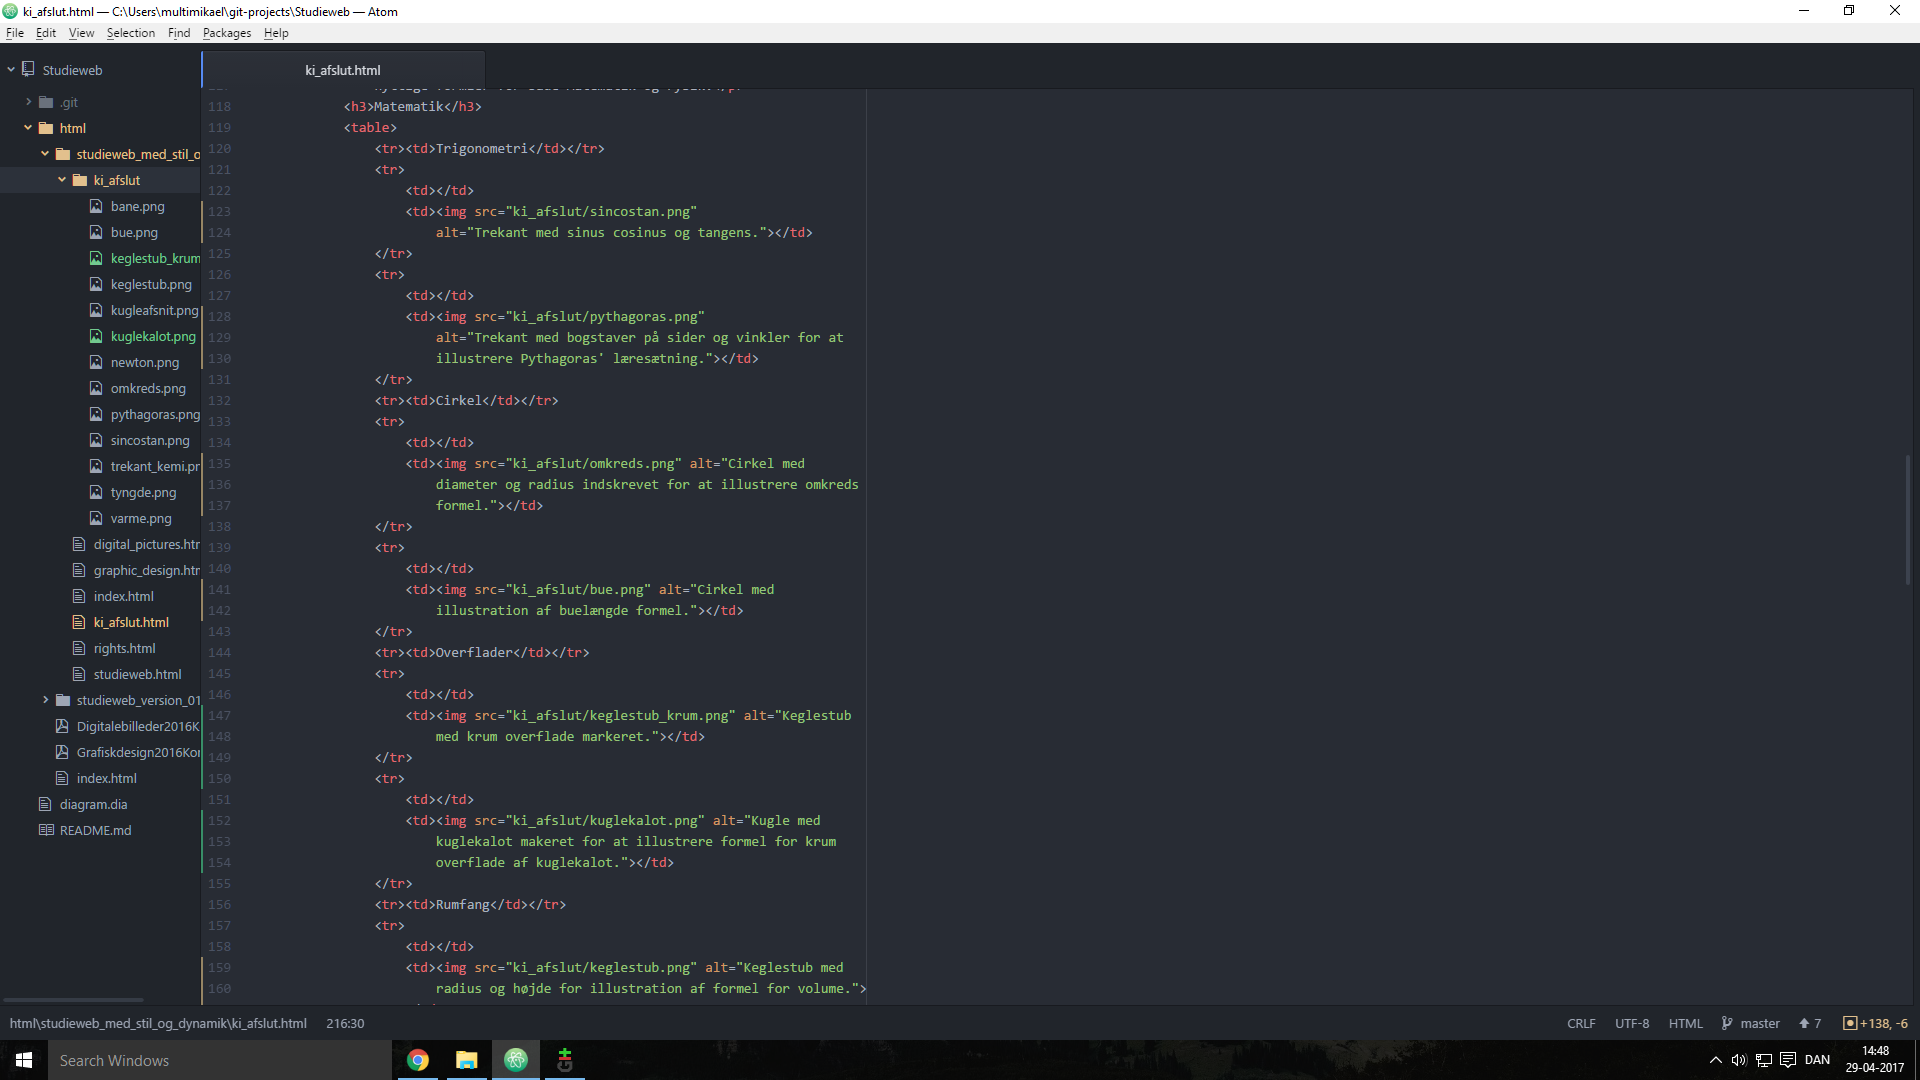 ki_afslut.html — C:\Users\multimikael\git-projects\Studieweb — Atom
File Edit View Selection Find Packages Help
Studieweb
.git
html
studieweb_med_stil_o
ki_afslut
bane.png
bue.png
keglestub_krum
keglestub.png
kugleafsnit.png
kuglekalot.png
newton.png
omkreds.png
pythagoras.png
sincostan.png
trekant_kemi.pr
tyngde.png
varme.png
digital_pictures.htr
graphic_design.htm
index.html
ki_afslut.html
rights.html
studieweb.html
studieweb_version_01
Digitalebilleder2016K
Grafiskdesign2016Kor
index.html
diagram.dia
README.md
ki_afslut.html
118 <h3>Matematik</h3>
119 <table>
120 <tr><td>Trigonometri</td></tr>
121 <tr>
122 <td></td>
123 <td><img src="ki_afslut/sincostan.png"
124 alt="Trekant med sinus cosinus og tangens."></td>
125 </tr>
126 <tr>
127 <td></td>
128 <td><img src="ki_afslut/pythagoras.png"
129 alt="Trekant med bogstaver på sider og vinkler for at
130 illustrere Pythagoras' læresætning."></td>
131 </tr>
132 <tr><td>Cirkel</td></tr>
133 <tr>
134 <td></td>
135 <td><img src="ki_afslut/omkreds.png" alt="Cirkel med
136 diameter og radius indskrevet for at illustrere omkreds
137 formel."></td>
138 </tr>
139 <tr>
140 <td></td>
141 <td><img src="ki_afslut/bue.png" alt="Cirkel med
142 illustration af buelængde formel."></td>
143 </tr>
144 <tr><td>Overflader</td></tr>
145 <tr>
146 <td></td>
147 <td><img src="ki_afslut/keglestub_krum.png" alt="Keglestub
148 med krum overflade markeret."></td>
149 </tr>
150 <tr>
151 <td></td>
152 <td><img src="ki_afslut/kuglekalot.png" alt="Kugle med
153 kuglekalot makeret for at illustrere formel for krum
154 overflade af kuglekalot."></td>
155 </tr>
156 <tr><td>Rumfang</td></tr>
157 <tr>
158 <td></td>
159 <td><img src="ki_afslut/keglestub.png" alt="Keglestub med
160 radius og højde for illustration af formel for volume.">
html\studieweb_med_stil_og_dynamik\ki_afslut.html 216:30 CRLF UTF-8 HTML master 7 +138, -6
Search Windows
DAN
14:48
29-04-2017